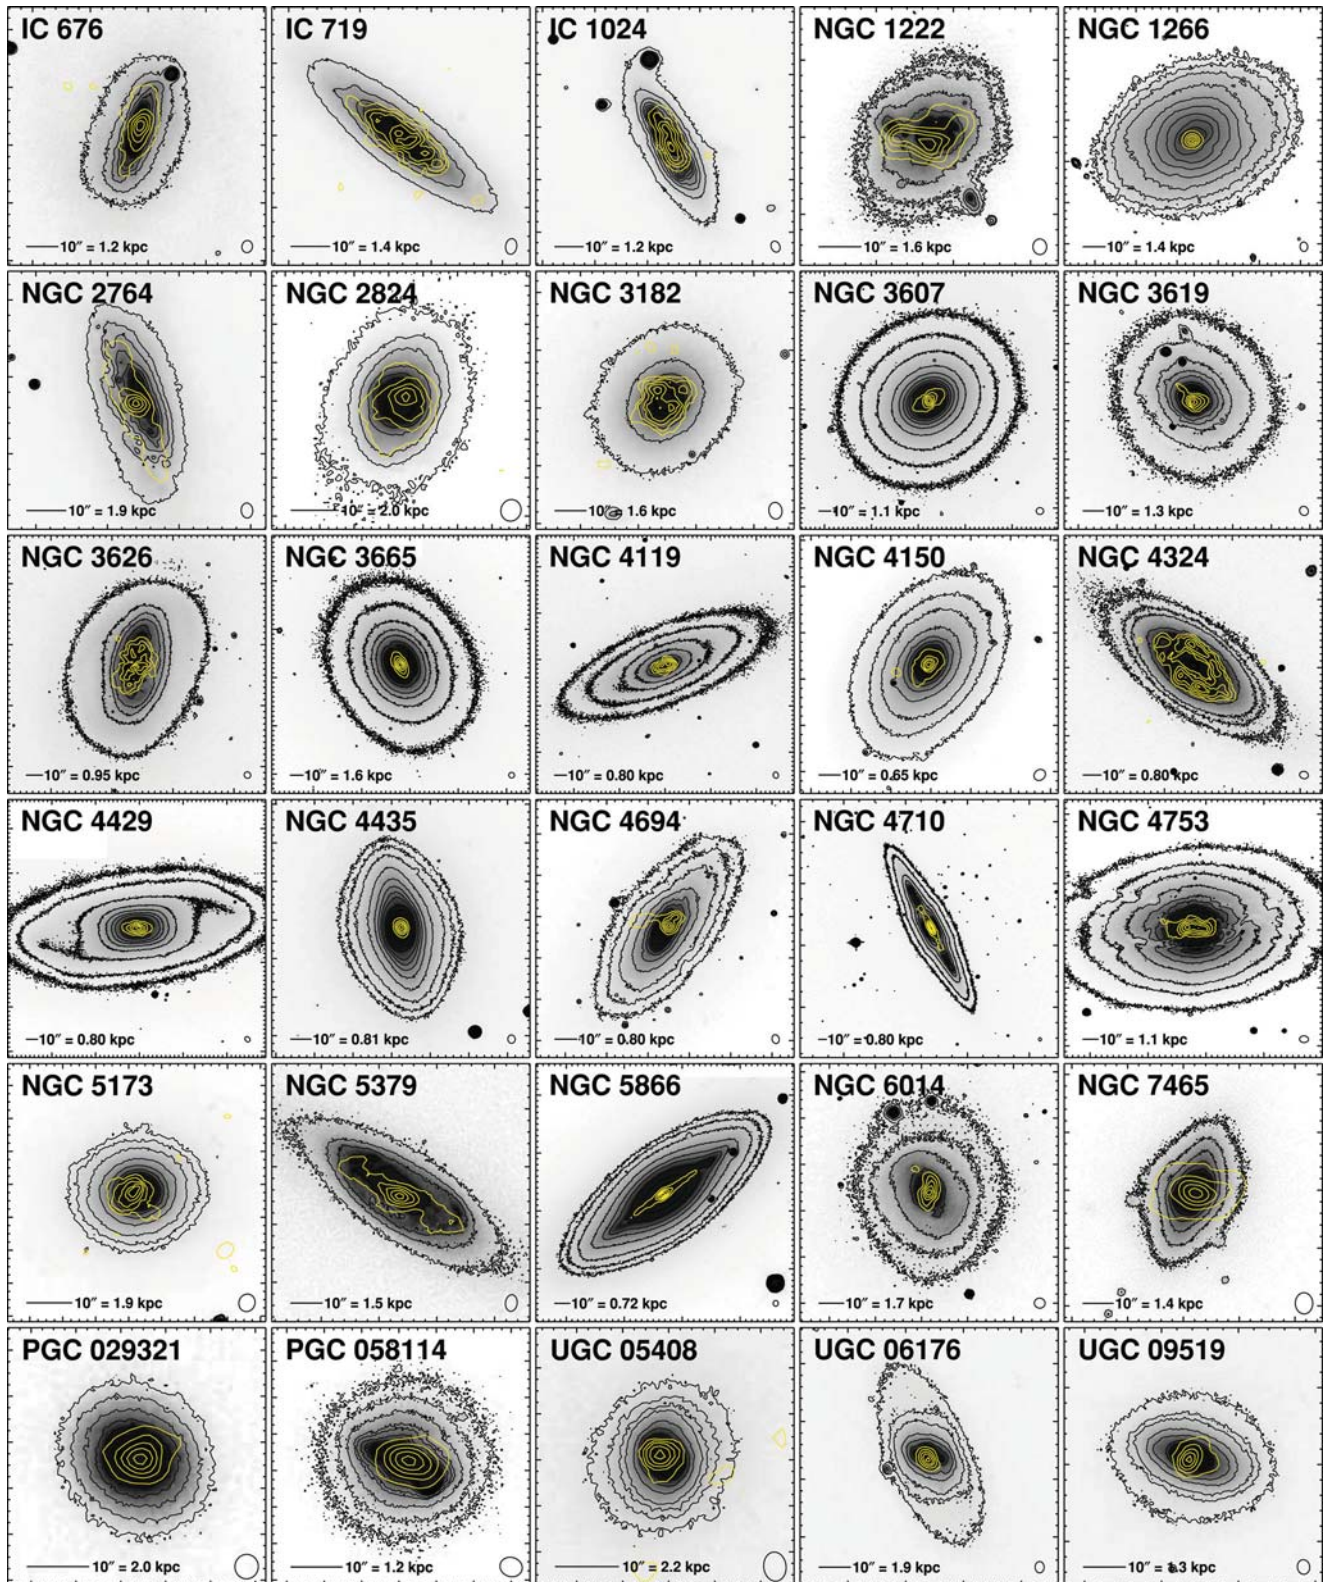 IC 676
10″ = 1.2 kpc
IC 719
10″ = 1.4 kpc
IC 1024
10″ = 1.2 kpc
NGC 1222
10″ = 1.6 kpc
NGC 1266
10″ = 1.4 kpc
NGC 2764
10″ = 1.9 kpc
NGC 2824
10″ = 2.0 kpc
NGC 3182
10″ = 1.6 kpc
NGC 3607
10″ = 1.1 kpc
NGC 3619
10″ = 1.3 kpc
NGC 3626
10″ = 0.95 kpc
NGC 3665
10″ = 1.6 kpc
NGC 4119
10″ = 0.80 kpc
NGC 4150
10″ = 0.65 kpc
NGC 4324
10″ = 0.80 kpc
NGC 4429
10″ = 0.80 kpc
NGC 4435
10″ = 0.81 kpc
NGC 4694
10″ = 0.80 kpc
NGC 4710
10″ = 0.80 kpc
NGC 4753
10″ = 1.1 kpc
NGC 5173
10″ = 1.9 kpc
NGC 5379
10″ = 1.5 kpc
NGC 5866
10″ = 0.72 kpc
NGC 6014
10″ = 1.7 kpc
NGC 7465
10″ = 1.4 kpc
PGC 029321
10″ = 2.0 kpc
PGC 058114
10″ = 1.2 kpc
UGC 05408
10″ = 2.2 kpc
UGC 06176
10″ = 1.9 kpc
UGC 09519
10″ = 1.3 kpc